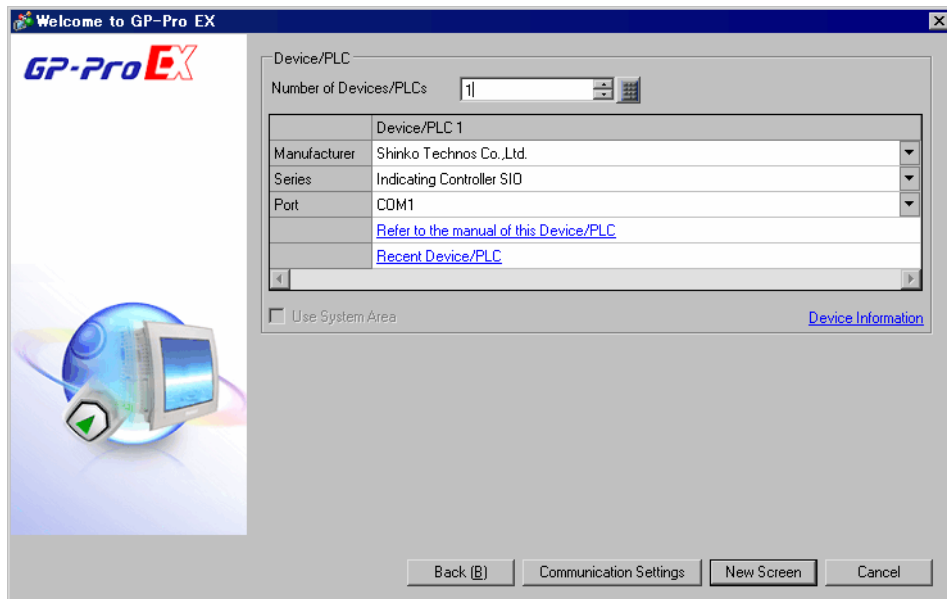 Welcome to GP-Pro EX
GP-Pro EX
Device/PLC
Number of Devices/PLCs 1
Device/PLC 1
Manufacturer Shinko Technos Co.,Ltd.
Series Indicating Controller SIO
Port COM1
Refer to the manual of this Device/PLC
Recent Device/PLC
Use System Area Device Information
Back (B) Communication Settings New Screen Cancel